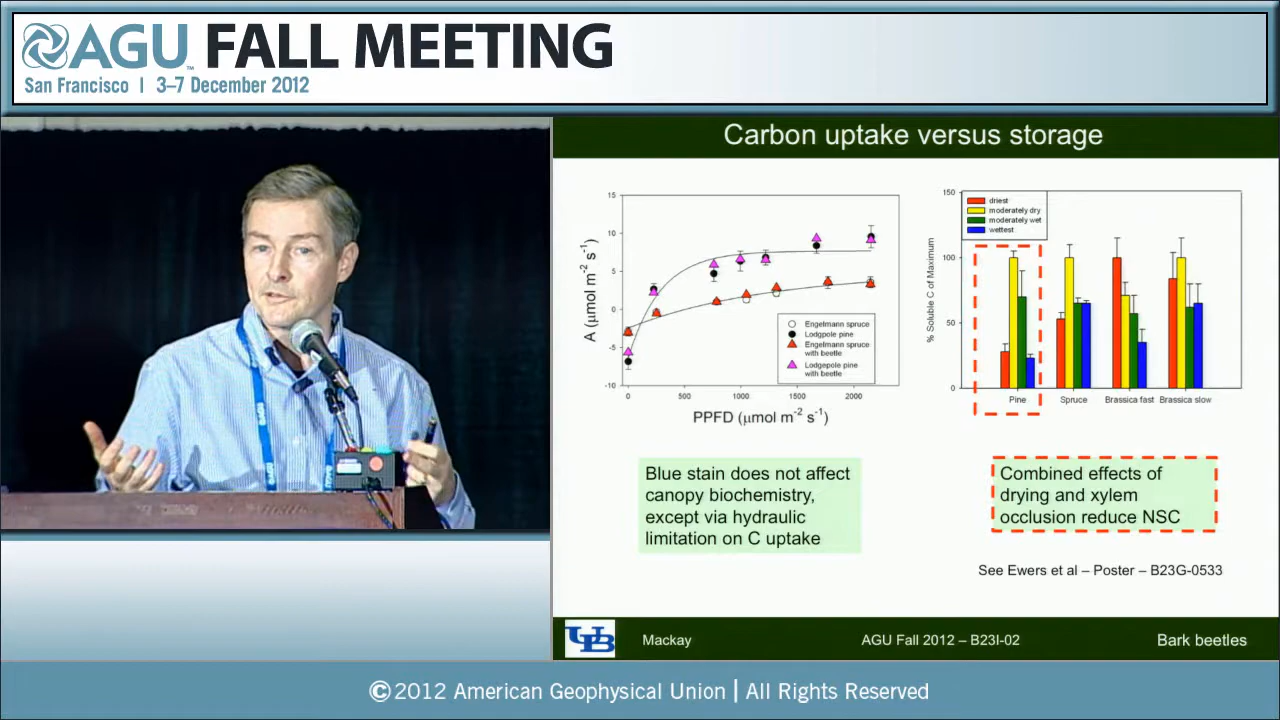 AGU™ FALL MEETING
San Francisco | 3–7 December 2012
Carbon uptake versus storage
15
10
5
0
-5
-10
A (μmol m-2 s-1)
0
500
1000
1500
2000
PPFD (μmol m-2 s-1)
Engelmann spruce
Lodgpole pine
Engelmann spruce
with beetle
Lodgepole pine
with beetle
150
100
50
0
% Soluble C of Maximum
driest
moderately dry
moderately wet
wettest
Pine
Spruce
Brassica fast
Brassica slow
Blue stain does not affect
canopy biochemistry,
except via hydraulic
limitation on C uptake
Combined effects of
drying and xylem
occlusion reduce NSC
See Ewers et al – Poster – B23G-0533
UB
Mackay
AGU Fall 2012 – B23I-02
Bark beetles
©2012 American Geophysical Union | All Rights Reserved